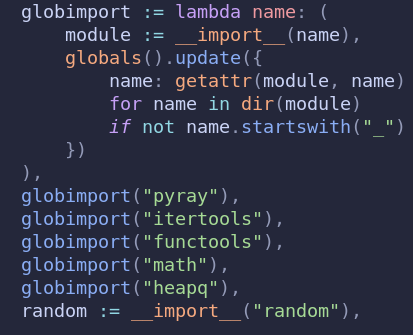 globimport := lambda name: (
    module := __import__(name),
    globals().update({
        name: getattr(module, name)
        for name in dir(module)
        if not name.startswith("_")
    })
),
globimport("pyray"),
globimport("itertools"),
globimport("functools"),
globimport("math"),
globimport("heapq"),
random := __import__("random"),